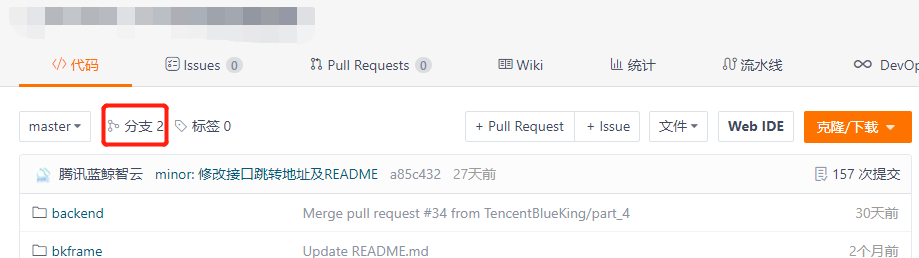 代码 Issues 0 Pull Requests 0 Wiki 统计 流水线 DevOp
master 分支 2 标签 0 + Pull Request + Issue 文件 Web IDE 克隆/下载
腾讯蓝鲸智云 minor: 修改接口跳转地址及README a85c432 27天前 157 次提交
backend Merge pull request #34 from TencentBlueKing/part_4 30天前
bkframe Update README.md 2个月前